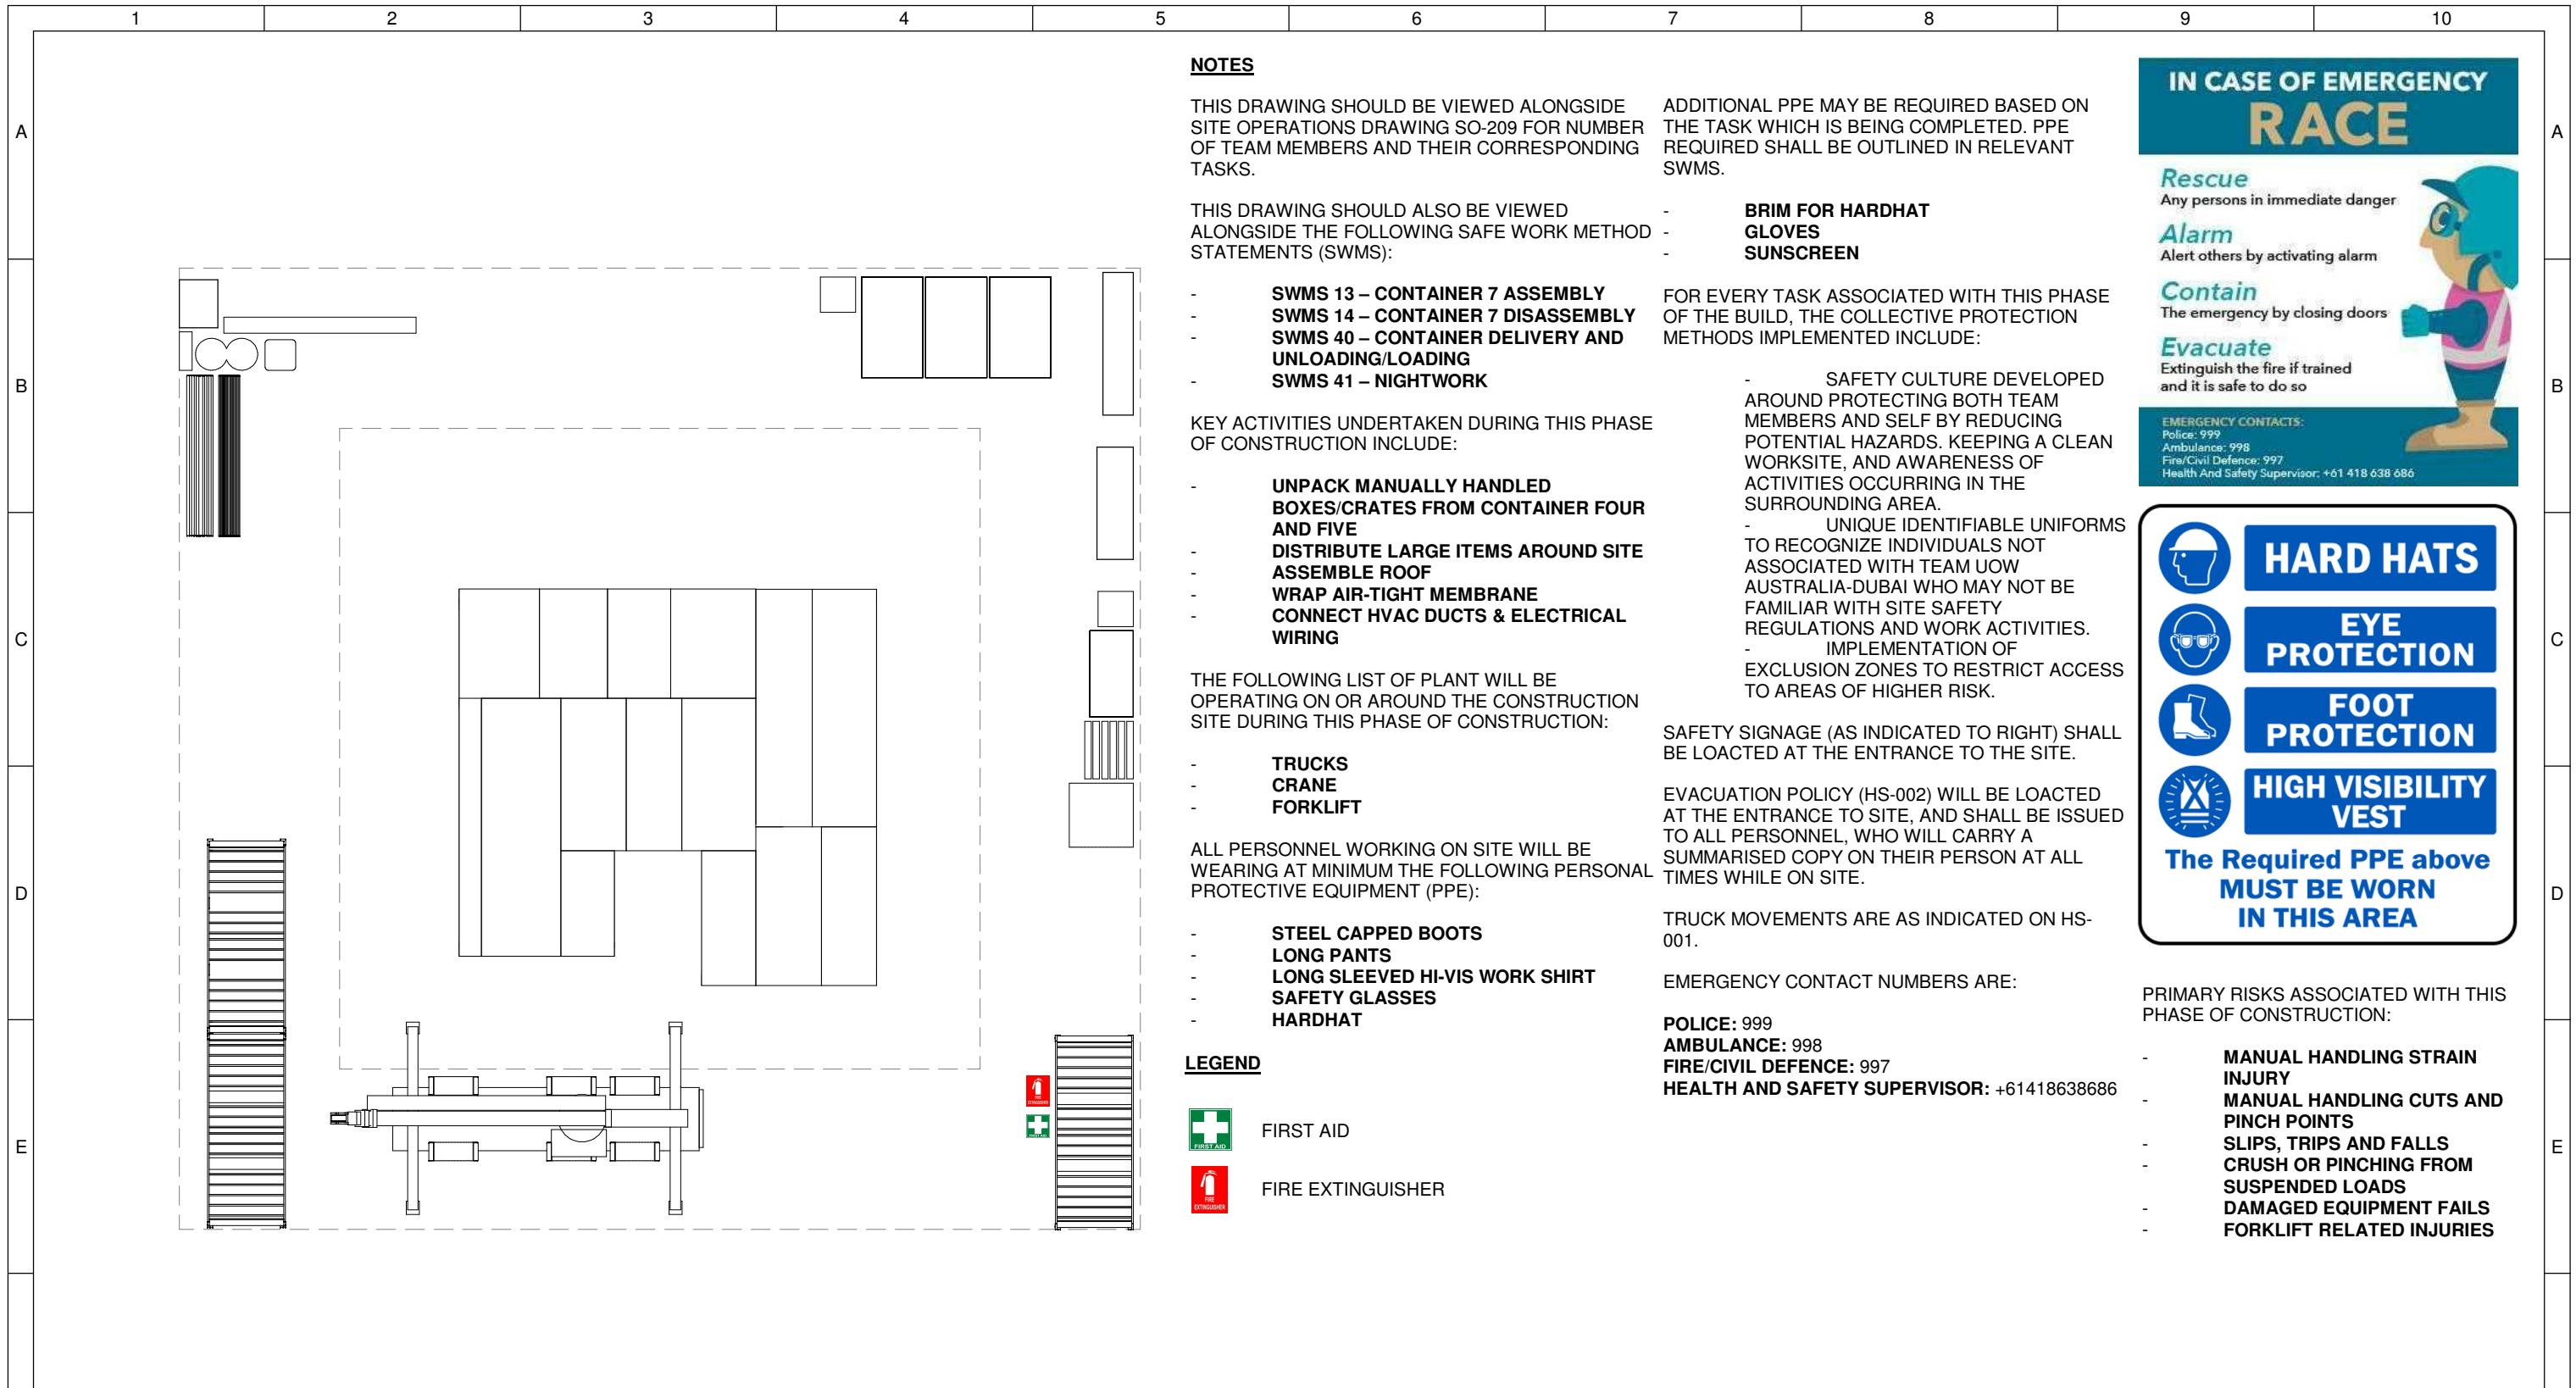 1 2 3 4 5 6 7 8 9 10
A
B
C
D
E
NOTES
THIS DRAWING SHOULD BE VIEWED ALONGSIDE
SITE OPERATIONS DRAWING SO-209 FOR NUMBER
OF TEAM MEMBERS AND THEIR CORRESPONDING
TASKS.
THIS DRAWING SHOULD ALSO BE VIEWED
ALONGSIDE THE FOLLOWING SAFE WORK METHOD
STATEMENTS (SWMS):
- SWMS 13 – CONTAINER 7 ASSEMBLY
- SWMS 14 – CONTAINER 7 DISASSEMBLY
- SWMS 40 – CONTAINER DELIVERY AND
UNLOADING/LOADING
- SWMS 41 – NIGHTWORK
KEY ACTIVITIES UNDERTAKEN DURING THIS PHASE
OF CONSTRUCTION INCLUDE:
- UNPACK MANUALLY HANDLED
BOXES/CRATES FROM CONTAINER FOUR
AND FIVE
- DISTRIBUTE LARGE ITEMS AROUND SITE
- ASSEMBLE ROOF
- WRAP AIR-TIGHT MEMBRANE
- CONNECT HVAC DUCTS & ELECTRICAL
WIRING
THE FOLLOWING LIST OF PLANT WILL BE
OPERATING ON OR AROUND THE CONSTRUCTION
SITE DURING THIS PHASE OF CONSTRUCTION:
- TRUCKS
- CRANE
- FORKLIFT
ALL PERSONNEL WORKING ON SITE WILL BE
WEARING AT MINIMUM THE FOLLOWING PERSONAL
PROTECTIVE EQUIPMENT (PPE):
- STEEL CAPPED BOOTS
- LONG PANTS
- LONG SLEEVED HI-VIS WORK SHIRT
- SAFETY GLASSES
- HARDHAT
LEGEND
FIRST AID
FIRST AID
FIRE
EXTINGUISHER
FIRE EXTINGUISHER
FIRE
EXTINGUISHER
FIRST AID
ADDITIONAL PPE MAY BE REQUIRED BASED ON
THE TASK WHICH IS BEING COMPLETED. PPE
REQUIRED SHALL BE OUTLINED IN RELEVANT
SWMS.
- BRIM FOR HARDHAT
- GLOVES
- SUNSCREEN
FOR EVERY TASK ASSOCIATED WITH THIS PHASE
OF THE BUILD, THE COLLECTIVE PROTECTION
METHODS IMPLEMENTED INCLUDE:
- SAFETY CULTURE DEVELOPED
AROUND PROTECTING BOTH TEAM
MEMBERS AND SELF BY REDUCING
POTENTIAL HAZARDS. KEEPING A CLEAN
WORKSITE, AND AWARENESS OF
ACTIVITIES OCCURRING IN THE
SURROUNDING AREA.
- UNIQUE IDENTIFIABLE UNIFORMS
TO RECOGNIZE INDIVIDUALS NOT
ASSOCIATED WITH TEAM UOW
AUSTRALIA-DUBAI WHO MAY NOT BE
FAMILIAR WITH SITE SAFETY
REGULATIONS AND WORK ACTIVITIES.
- IMPLEMENTATION OF
EXCLUSION ZONES TO RESTRICT ACCESS
TO AREAS OF HIGHER RISK.
SAFETY SIGNAGE (AS INDICATED TO RIGHT) SHALL
BE LOACTED AT THE ENTRANCE TO THE SITE.
EVACUATION POLICY (HS-002) WILL BE LOACTED
AT THE ENTRANCE TO SITE, AND SHALL BE ISSUED
TO ALL PERSONNEL, WHO WILL CARRY A
SUMMARISED COPY ON THEIR PERSON AT ALL
TIMES WHILE ON SITE.
TRUCK MOVEMENTS ARE AS INDICATED ON HS-
001.
EMERGENCY CONTACT NUMBERS ARE:
POLICE: 999
AMBULANCE: 998
FIRE/CIVIL DEFENCE: 997
HEALTH AND SAFETY SUPERVISOR: +61418638686
IN CASE OF EMERGENCY
RACE
Rescue
Any persons in immediate danger
Alarm
Alert others by activating alarm
Contain
The emergency by closing doors
Evacuate
Extinguish the fire if trained
and it is safe to do so
EMERGENCY CONTACTS:
Police: 999
Ambulance: 998
Fire/Civil Defence: 997
Health And Safety Supervisor: +61 418 638 686
HARD HATS
EYE
PROTECTION
FOOT
PROTECTION
HIGH VISIBILITY
VEST
The Required PPE above
MUST BE WORN
IN THIS AREA
PRIMARY RISKS ASSOCIATED WITH THIS
PHASE OF CONSTRUCTION:
- MANUAL HANDLING STRAIN
INJURY
- MANUAL HANDLING CUTS AND
PINCH POINTS
- SLIPS, TRIPS AND FALLS
- CRUSH OR PINCHING FROM
SUSPENDED LOADS
- DAMAGED EQUIPMENT FAILS
- FORKLIFT RELATED INJURIES
A
B
C
D
E